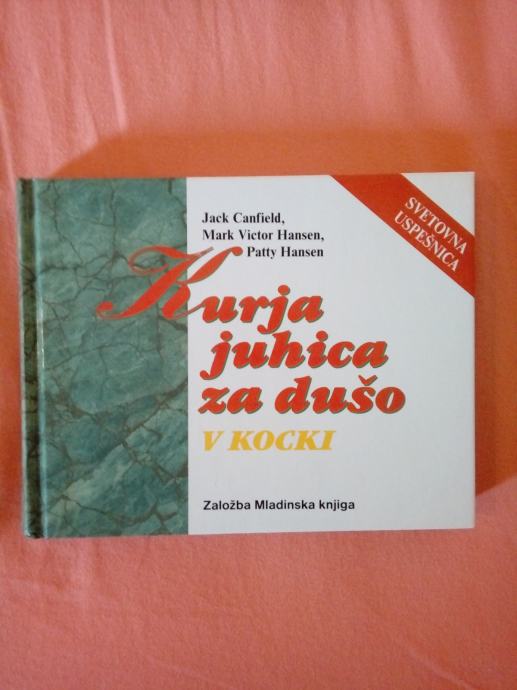 Jack Canfield,
Mark Victor Hansen,
Patty Hansen
SVETOVNA
USPEŠNICA
Kurja
juhica
za dušo
V KOCKI
Založba Mladinska knjiga